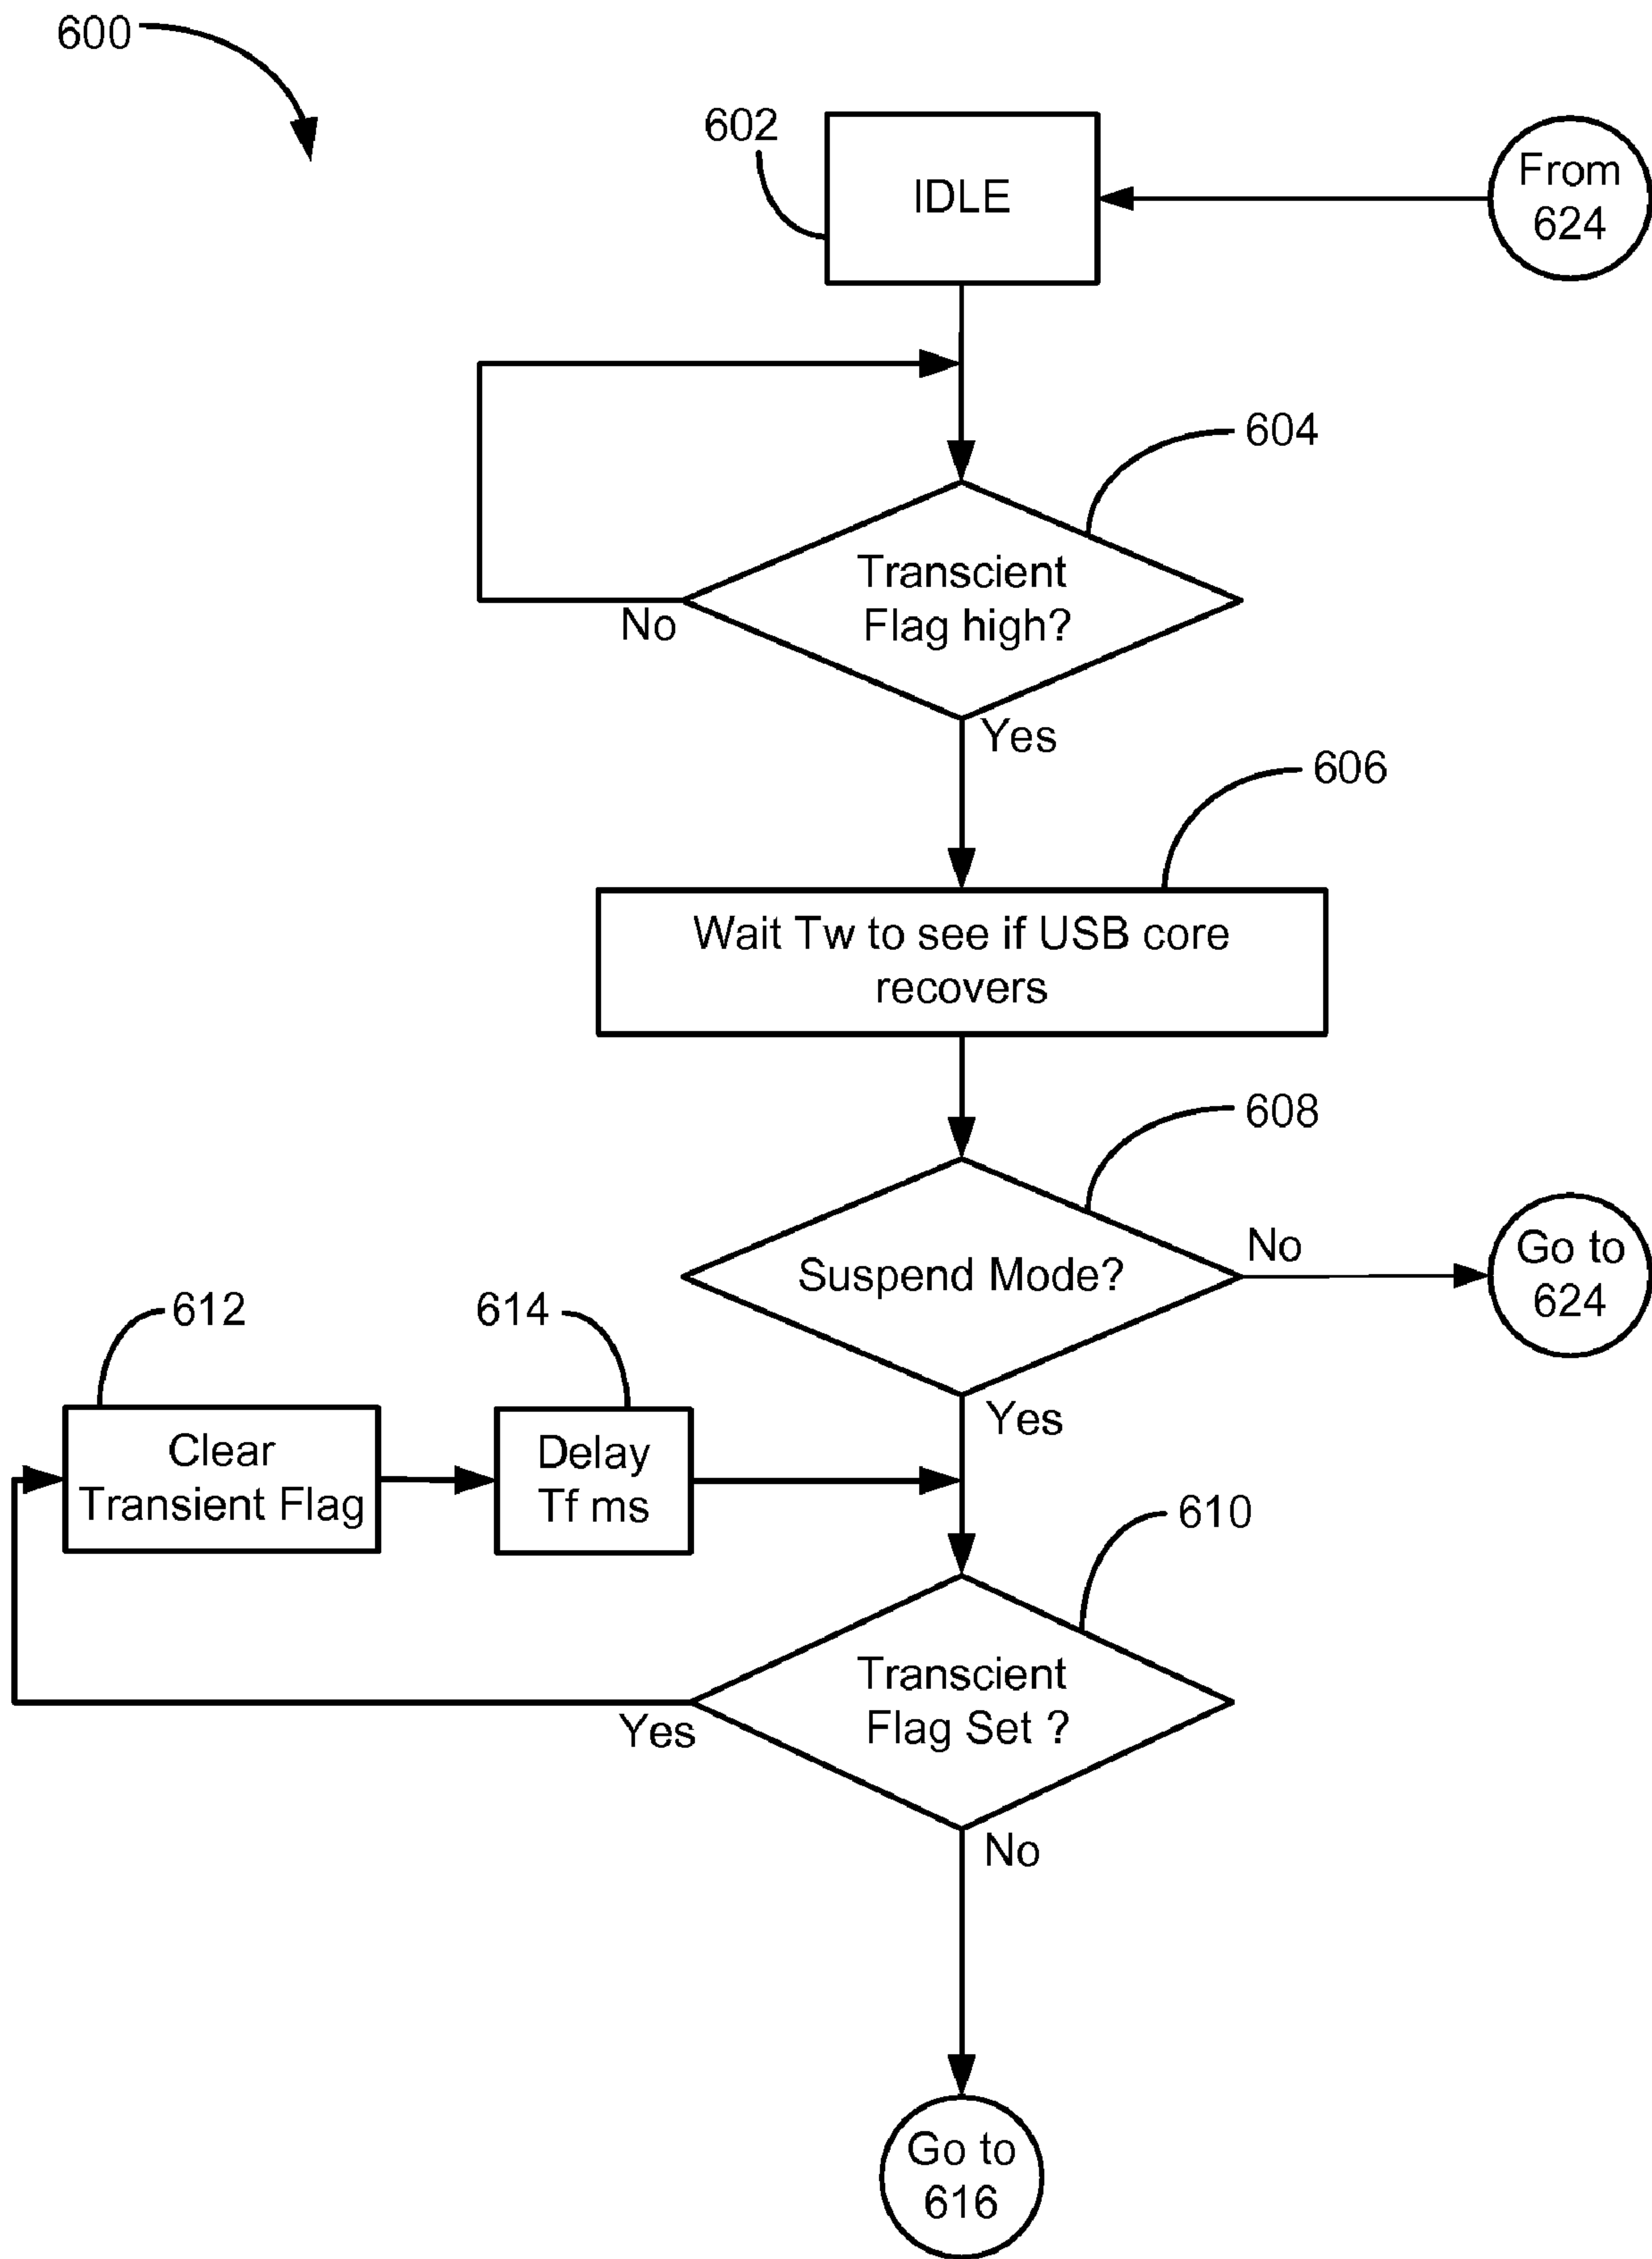 600
602
IDLE
From
624
604
Transcient
Flag high?
No
Yes
606
Wait Tw to see if USB core
recovers
608
Suspend Mode?
No
Go to
624
Yes
612
614
Clear
Transient Flag
Delay
Tf ms
610
Transcient
Flag Set ?
Yes
No
Go to
616